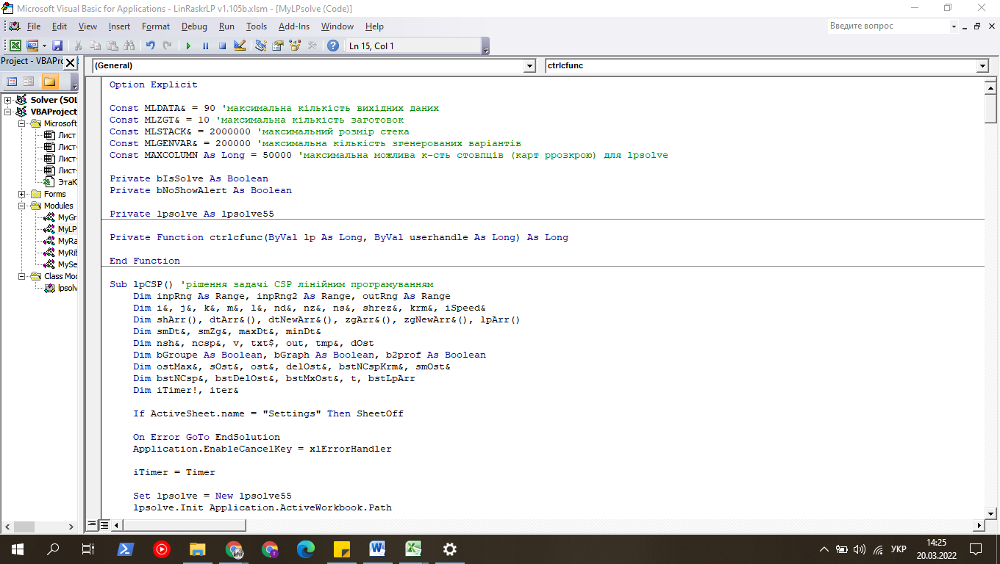 Microsoft Visual Basic for Applications - LinRaskrLP v1.105b.xlsm - [MyLPsolve (Code)]
File Edit View Insert Format Debug Run Tools Add-Ins Window Help
Введите вопрос
Ln 15, Col 1
Project - VBAPro
(General)
ctrlcfunc
Solver (SOL
VBAProject
Microsoft
Лист
Лист
Лист
Лист
ЭтаК
Forms
Modules
MyGr
MyLP
MyRa
MyRib
MySe
Class Mod
lpsolv
Option Explicit
Const MLDATA& = 90 'максимальна кількість вихідних даних
Const MLZGT& = 10 'максимальна кількість заготовок
Const MLSTACK& = 2000000 'максимальний розмір стека
Const MLGENVAR& = 200000 'максимальна кількість згенерованих варіантів
Const MAXCOLUMN As Long = 50000 'максимальна можлива к-сть стовпців (карт ррозкрою) для lpsolve
Private bIsSolve As Boolean
Private bNoShowAlert As Boolean
Private lpsolve As lpsolve55
Private Function ctrlcfunc(ByVal lp As Long, ByVal userhandle As Long) As Long
End Function
Sub lpCSP() 'рішення задачі CSP лінійним програмуванням
Dim inpRng As Range, inpRng2 As Range, outRng As Range
Dim i&, j&, k&, m&, l&, nd&, nz&, ns&, shrez&, krm&, iSpeed&
Dim shArr(), dtArr&(), dtNewArr&(), zgArr&(), zgNewArr&(), lpArr()
Dim smDt&, smZg&, maxDt&, minDt&
Dim nsh&, ncsp&, v, txt$, out, tmp&, dOst
Dim bGroupe As Boolean, bGraph As Boolean, b2prof As Boolean
Dim ostMax&, sOst&, ost&, delOst&, bstNCspKrm&, smOst&
Dim bstNCsp&, bstDelOst&, bstMxOst&, t, bstLpArr
Dim iTimer!, iter&
If ActiveSheet.name = "Settings" Then SheetOff
On Error GoTo EndSolution
Application.EnableCancelKey = xlErrorHandler
iTimer = Timer
Set lpsolve = New lpsolve55
lpsolve.Init Application.ActiveWorkbook.Path
УКР
14:25
20.03.2022